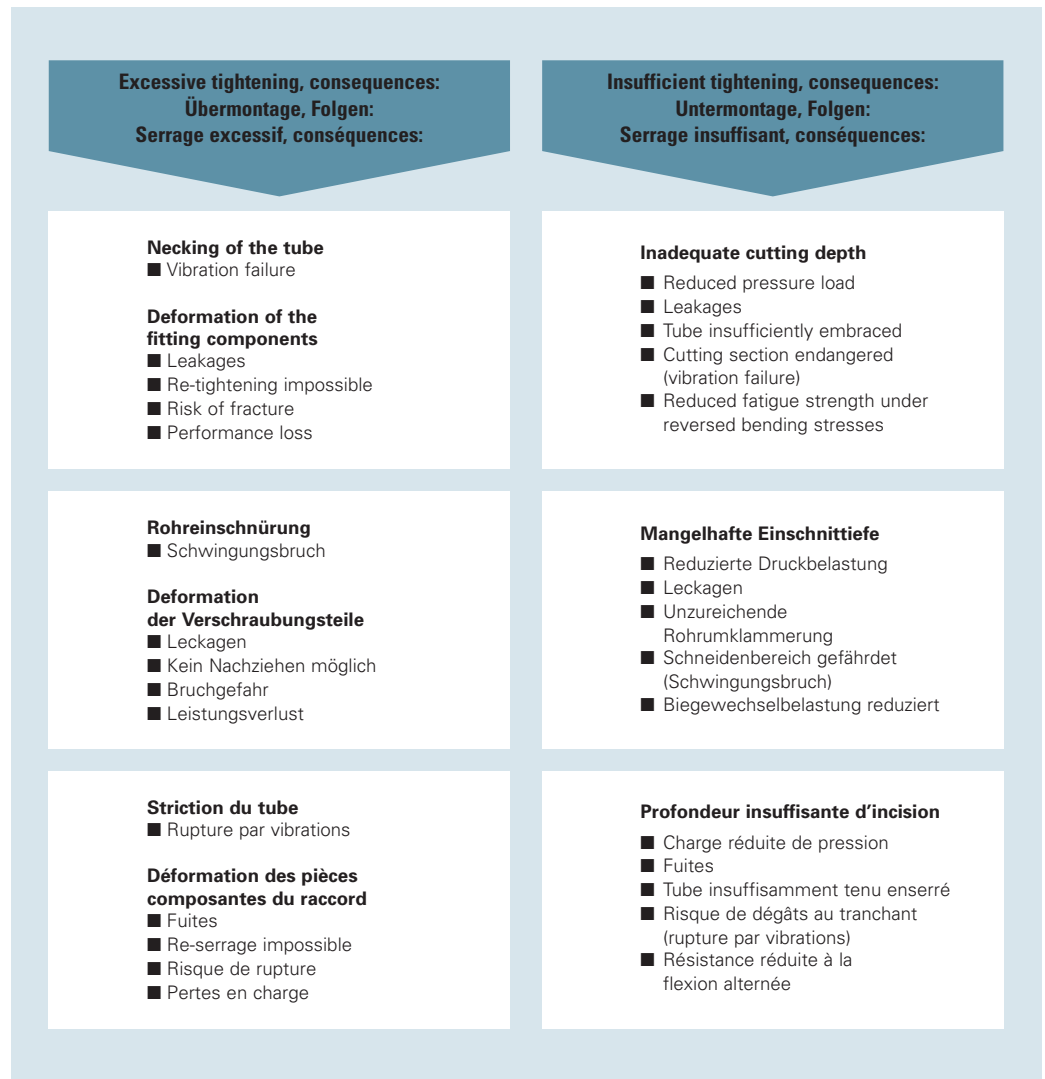 Excessive tightening, consequences:
Übermontage, Folgen:
Serrage excessif, conséquences:
Necking of the tube
■ Vibration failure
Deformation of the
fitting components
■ Leakages
■ Re-tightening impossible
■ Risk of fracture
■ Performance loss
Rohreinschnürung
■ Schwingungsbruch
Deformation
der Verschraubungsteile
■ Leckagen
■ Kein Nachziehen möglich
■ Bruchgefahr
■ Leistungsverlust
Striction du tube
■ Rupture par vibrations
Déformation des pièces
composantes du raccord
■ Fuites
■ Re-serrage impossible
■ Risque de rupture
■ Pertes en charge
Insufficient tightening, consequences:
Untermontage, Folgen:
Serrage insuffisant, conséquences:
Inadequate cutting depth
■ Reduced pressure load
■ Leakages
■ Tube insufficiently embraced
■ Cutting section endangered
(vibration failure)
■ Reduced fatigue strength under
reversed bending stresses
Mangelhafte Einschnittiefe
■ Reduzierte Druckbelastung
■ Leckagen
■ Unzureichende
Rohrumklammerung
■ Schneidenbereich gefährdet
(Schwingungsbruch)
■ Biegewechselbelastung reduziert
Profondeur insuffisante d’incision
■ Charge réduite de pression
■ Fuites
■ Tube insuffisamment tenu enserré
■ Risque de dégâts au tranchant
(rupture par vibrations)
■ Résistance réduite à la
flexion alternée